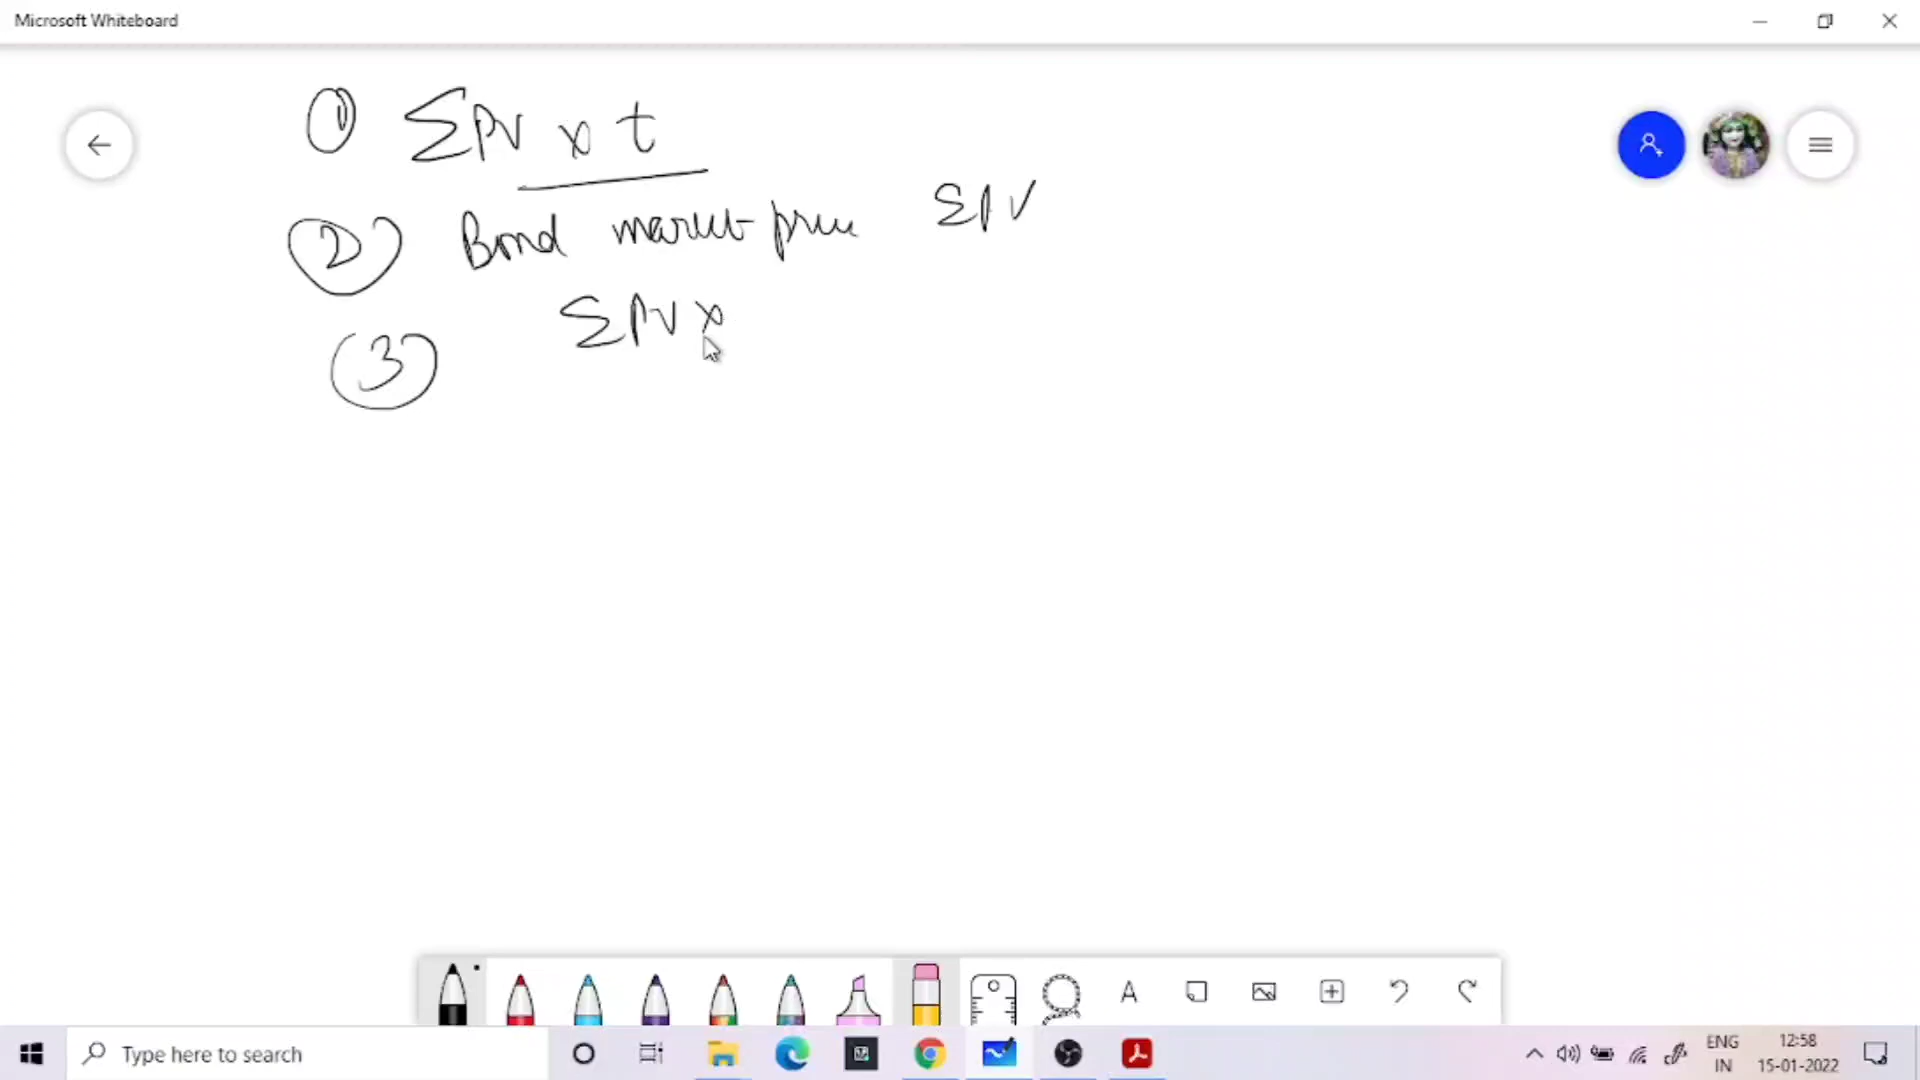 Microsoft Whiteboard
① ΣPV x t
② Bond market price ΣPV
③ ΣPV x
A
Type here to search
ENG
IN
12:58
15-01-2022